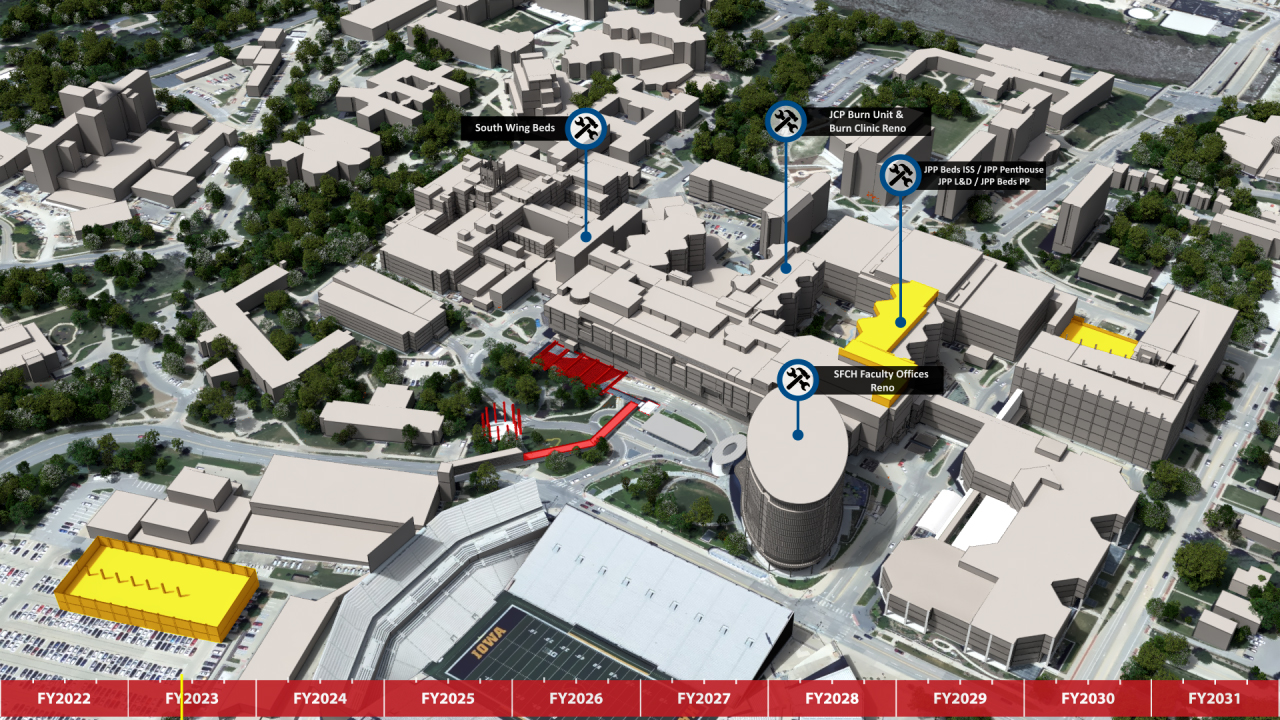 South Wing Beds
JCP Burn Unit &
Burn Clinic Reno
JPP Beds ISS / JPP Penthouse
JPP L&D / JPP Beds PP
SFCH Faculty Offices
Reno
IOWA
FY2022 FY2023 FY2024 FY2025 FY2026 FY2027 FY2028 FY2029 FY2030 FY2031